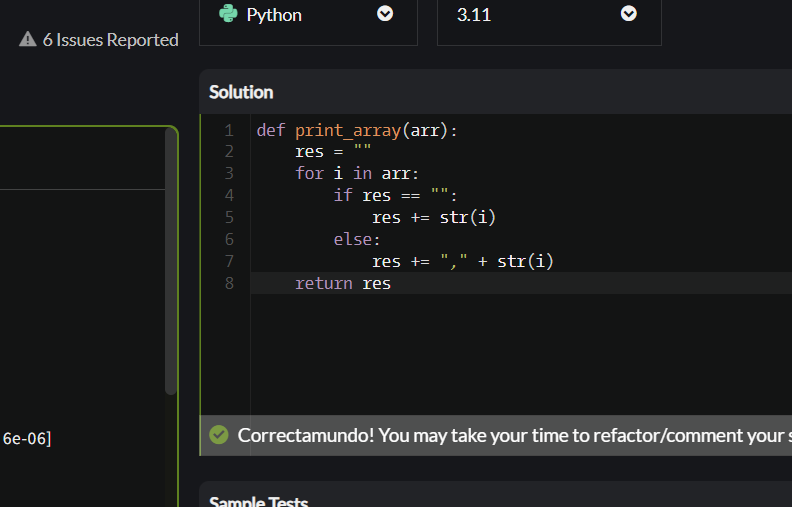 Python
3.11
6 Issues Reported
Solution
1 def print_array(arr):
2     res = ""
3     for i in arr:
4         if res == "":
5             res += str(i)
6         else:
7             res += "," + str(i)
8     return res
6e-06]
Correctamundo! You may take your time to refactor/comment your s
Sample Tests